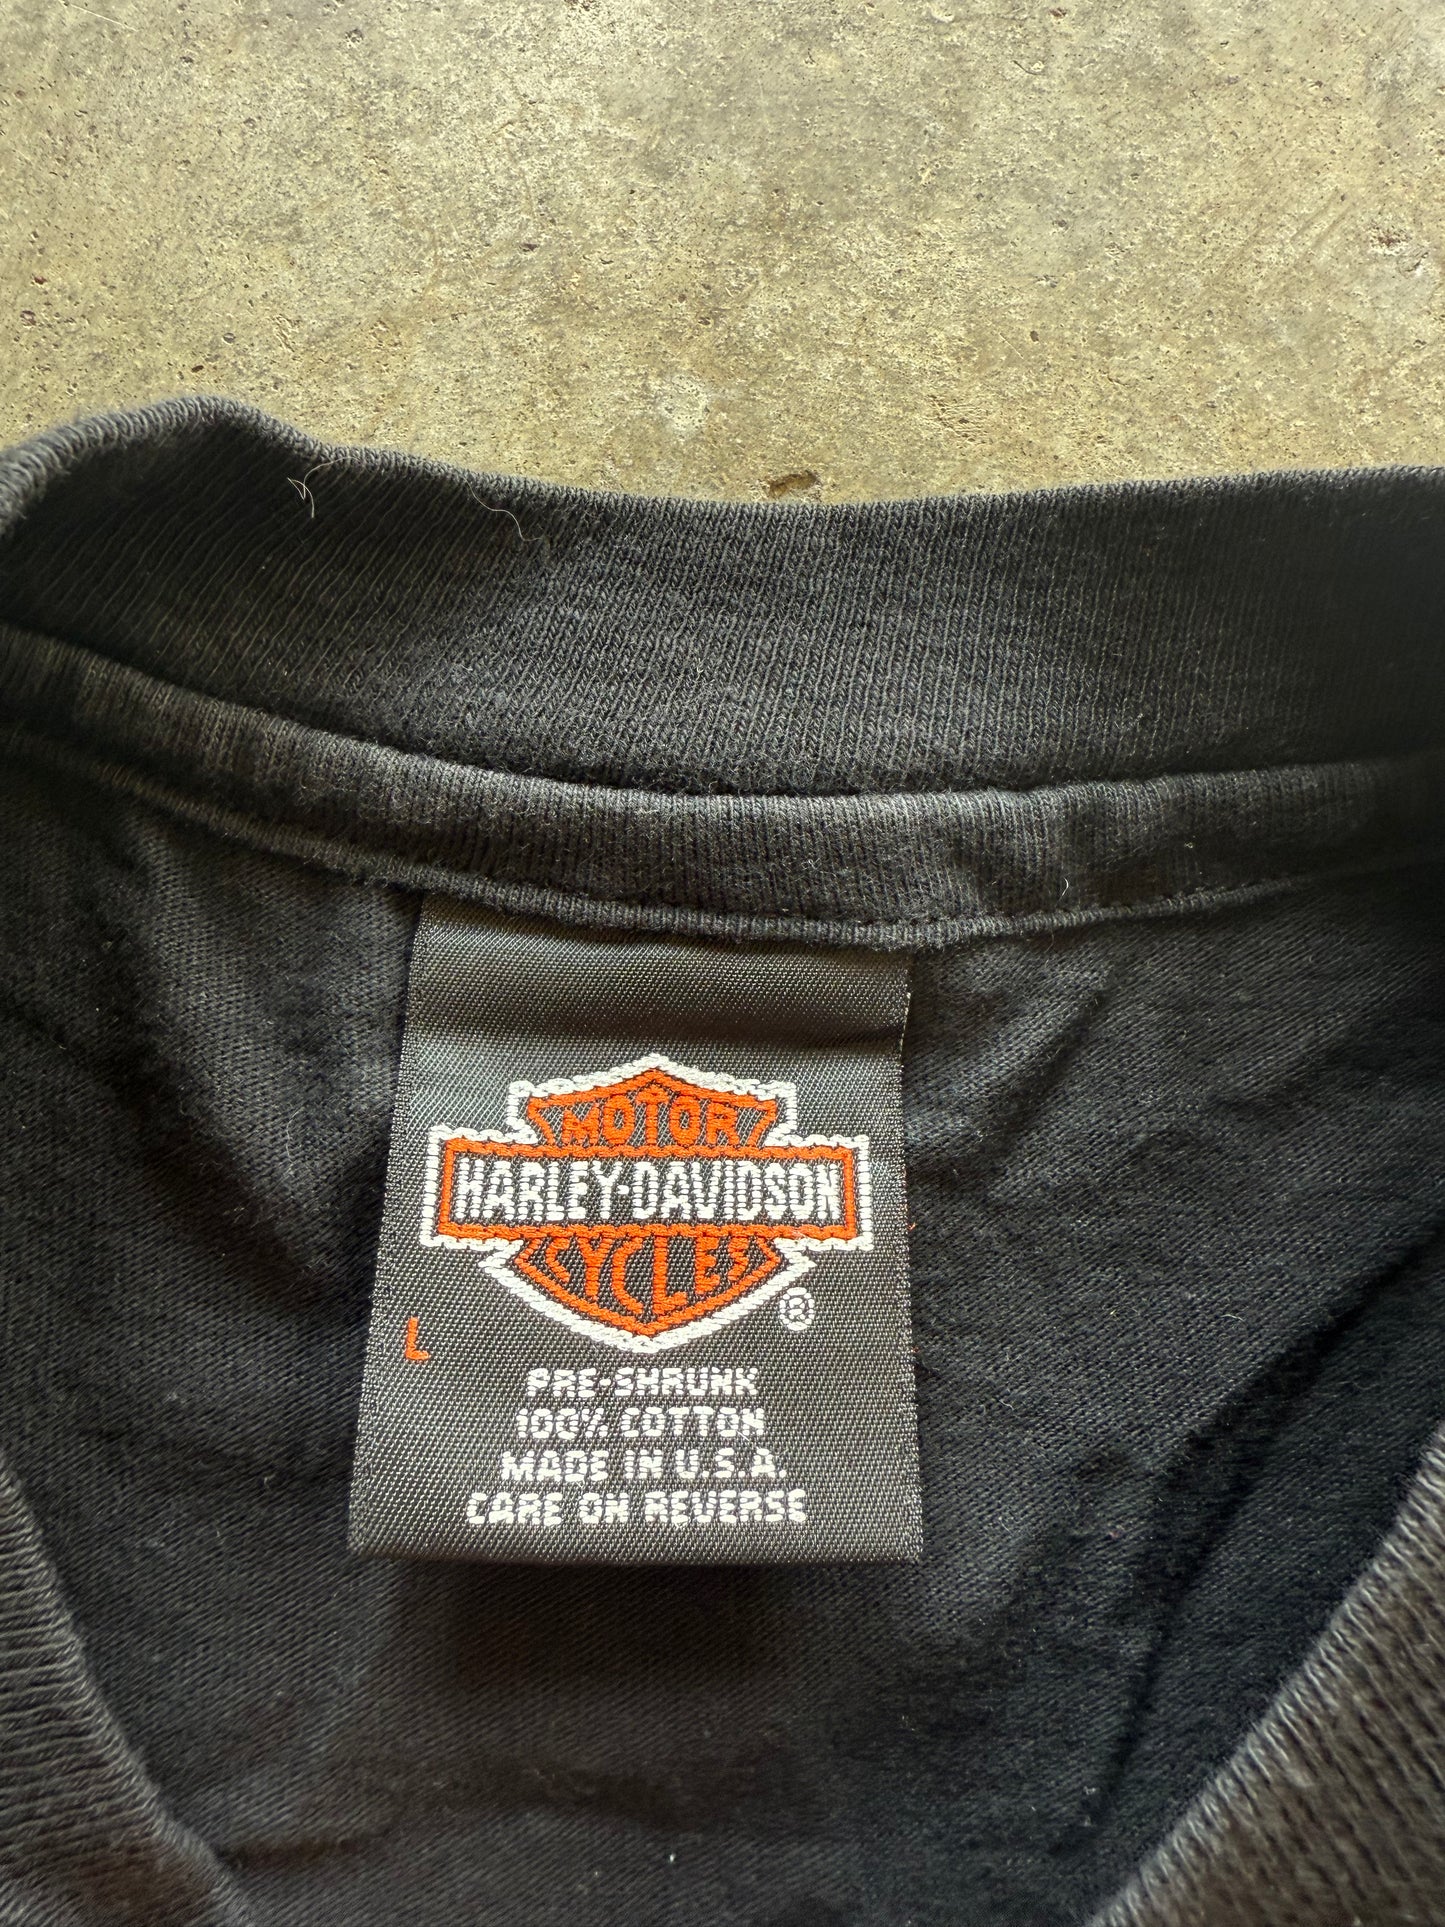 MOTOR
HARLEY-DAVIDSON
CYCLES
®
L
PRE-SHRUNK
100% COTTON
MADE IN U.S.A.
CARE ON REVERSE